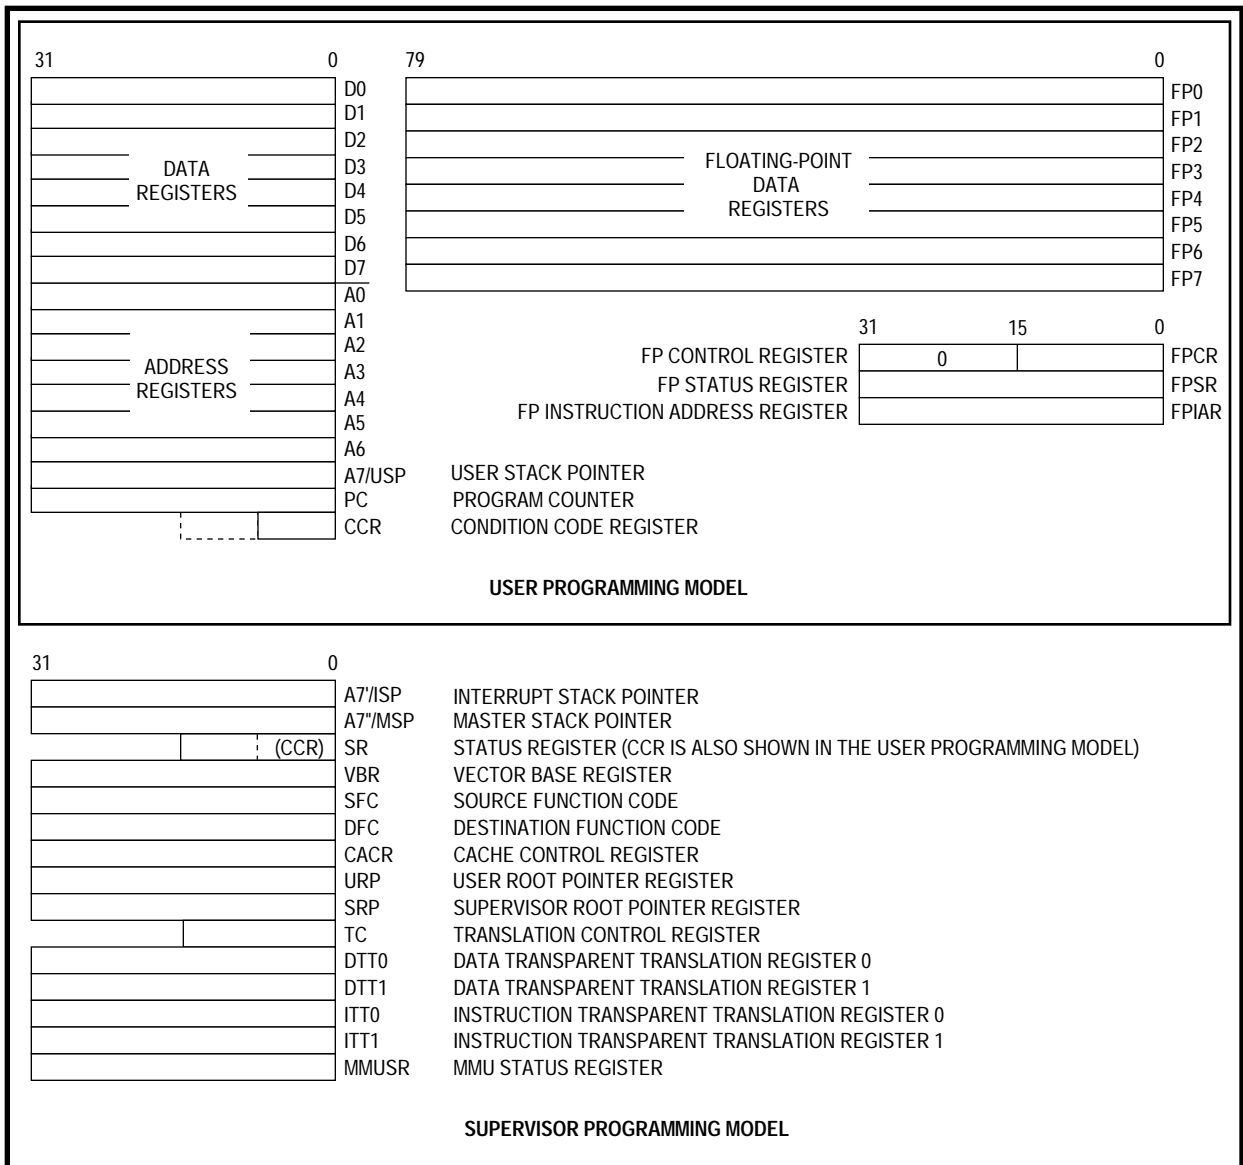 31 0
D0
D1
D2
D3
D4
D5
D6
D7
DATA
REGISTERS
A0
A1
A2
A3
A4
A5
A6
ADDRESS
REGISTERS
A7/USP USER STACK POINTER
PC PROGRAM COUNTER
CCR CONDITION CODE REGISTER
79 0
FP0
FP1
FP2
FP3
FP4
FP5
FP6
FP7
FLOATING-POINT
DATA
REGISTERS
31 15 0
FP CONTROL REGISTER 0 FPCR
FP STATUS REGISTER FPSR
FP INSTRUCTION ADDRESS REGISTER FPIAR
USER PROGRAMMING MODEL
31 0
A7'/ISP INTERRUPT STACK POINTER
A7"/MSP MASTER STACK POINTER
(CCR) SR STATUS REGISTER (CCR IS ALSO SHOWN IN THE USER PROGRAMMING MODEL)
VBR VECTOR BASE REGISTER
SFC SOURCE FUNCTION CODE
DFC DESTINATION FUNCTION CODE
CACR CACHE CONTROL REGISTER
URP USER ROOT POINTER REGISTER
SRP SUPERVISOR ROOT POINTER REGISTER
TC TRANSLATION CONTROL REGISTER
DTT0 DATA TRANSPARENT TRANSLATION REGISTER 0
DTT1 DATA TRANSPARENT TRANSLATION REGISTER 1
ITT0 INSTRUCTION TRANSPARENT TRANSLATION REGISTER 0
ITT1 INSTRUCTION TRANSPARENT TRANSLATION REGISTER 1
MMUSR MMU STATUS REGISTER
SUPERVISOR PROGRAMMING MODEL